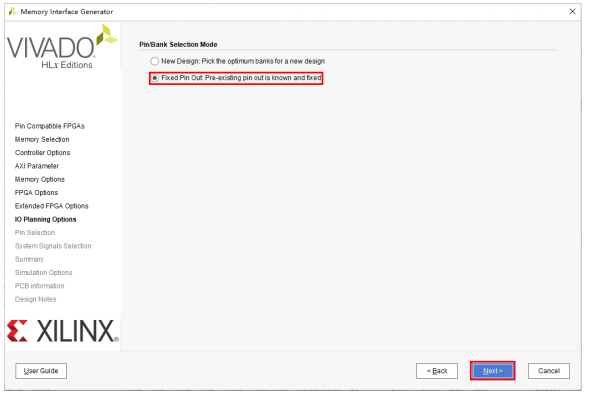 Memory Interface Generator
VIVADO
HLx Editions
Pin/Bank Selection Mode
New Design: Pick the optimum banks for a new design
Fixed Pin Out: Pre-existing pin out is known and fixed
Pin Compatible FPGAs
Memory Selection
Controller Options
AXI Parameter
Memory Options
FPGA Options
Extended FPGA Options
IO Planning Options
Pin Selection
System Signals Selection
Summary
Simulation Options
PCB information
Design Notes
XILINX
User Guide
< Back
Next >
Cancel